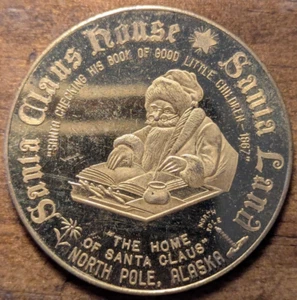 Santa Claus House
Santa Land
"SANTA CHECKING HIS BOOK OF GOOD LITTLE CHILDREN-1967"
"THE HOME
OF SANTA CLAUS"
NORTH POLE, ALASKA